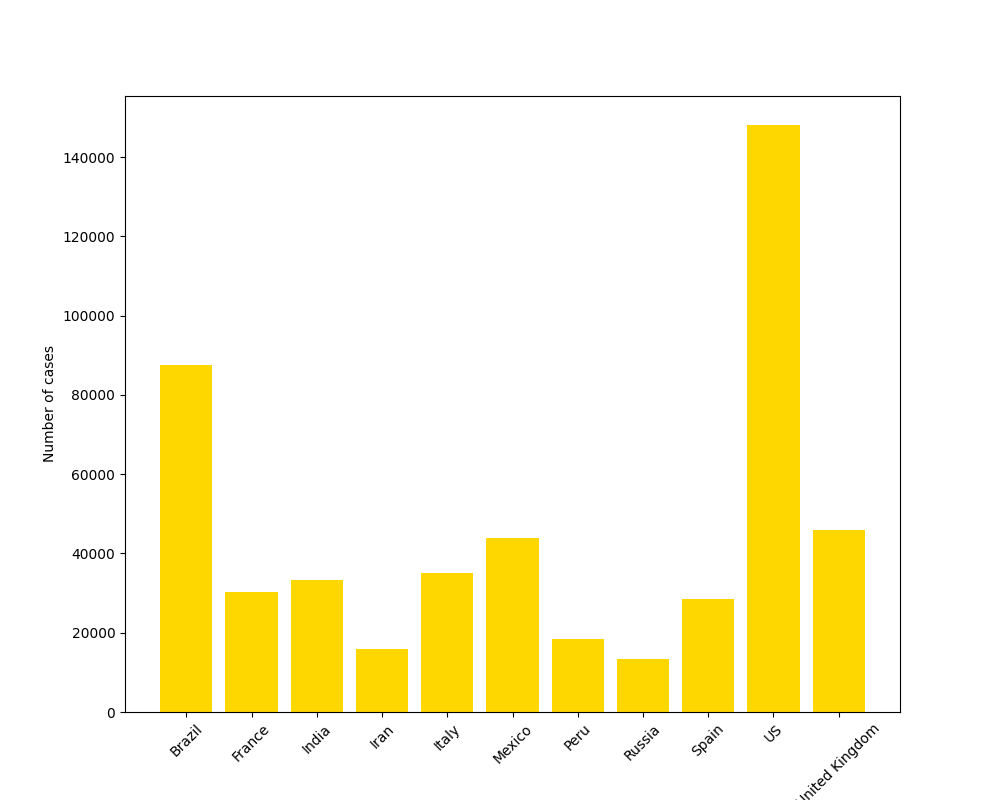 140000
120000
100000
80000
60000
40000
20000
0
Number of cases
Brazil
France
India
Iran
Italy
Mexico
Peru
Russia
Spain
US
United Kingdom